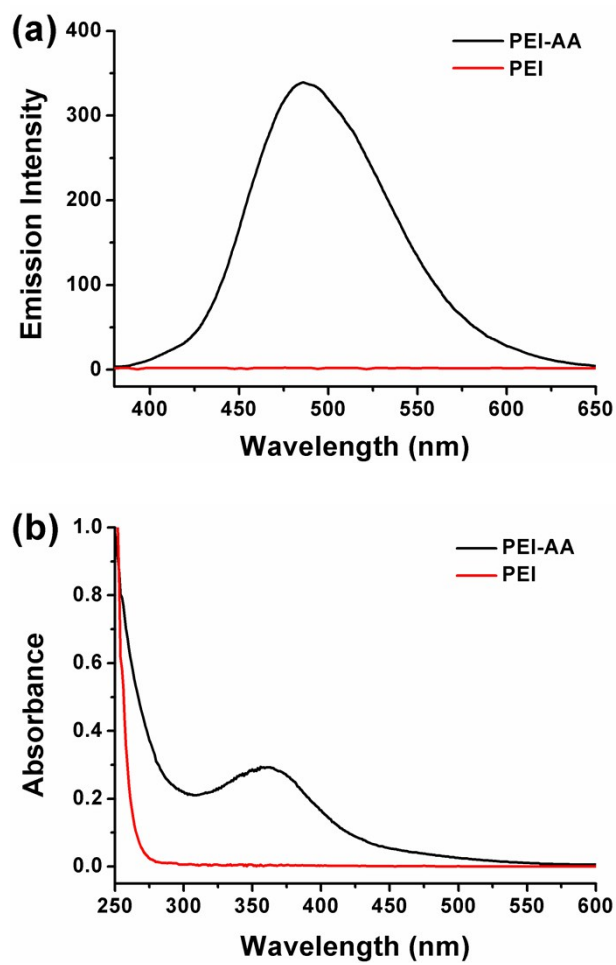 (a)
PEI-AA
PEI
400
300
200
100
0
Emission Intensity
400 450 500 550 600 650
Wavelength (nm)
(b)
PEI-AA
PEI
1.0
0.8
0.6
0.4
0.2
0.0
Absorbance
250 300 350 400 450 500 550 600
Wavelength (nm)